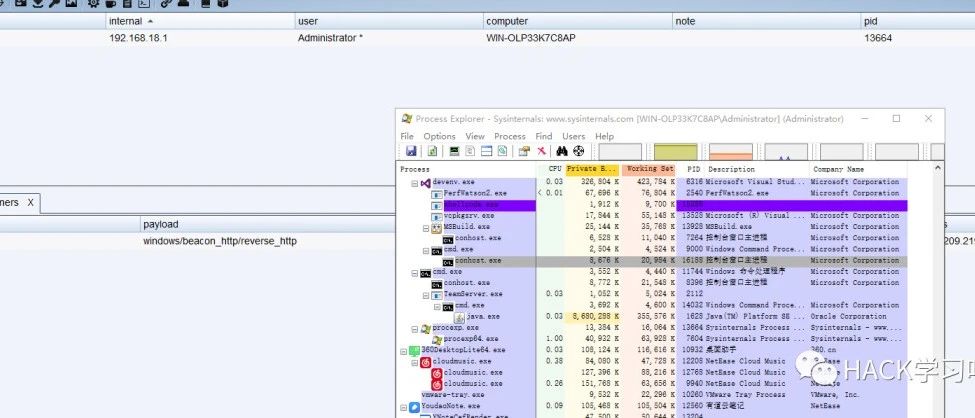 internal user computer note pid
192.168.18.1 Administrator * WIN-OLP33K7C8AP 13664
Process Explorer - Sysinternals: www.sysinternals.com [WIN-OLP33K7C8AP\Administrator] (Administrator)
File Options View Process Find Users Help
Process CPU Private B... Working Set PID Description Company Name
devenv.exe 0.03 326,804 K 423,784 K 6316 Microsoft Visual Stud... Microsoft Corporation
PerfWatson2.exe < 0.01 67,696 K 76,804 K 2540 PerfWatson2.exe Microsoft Corporation
1,912 K 9,700 K
vcpkgsrv.exe 17,844 K 55,148 K 13528 Microsoft (R) Visual ... Microsoft Corporation
MSBuild.exe 25,144 K 35,768 K 13928 MSBuild.exe Microsoft Corporation
conhost.exe 6,528 K 11,040 K 7264 控制台窗口主进程 Microsoft Corporation
cmd.exe 2,504 K 4,524 K 9000 Windows Command Proce... Microsoft Corporation
conhost.exe 8,676 K 20,984 K 16188 控制台窗口主进程 Microsoft Corporation
cmd.exe 3,552 K 4,440 K 11744 Windows 命令处理程序 Microsoft Corporation
conhost.exe 8,772 K 21,548 K 8396 控制台窗口主进程 Microsoft Corporation
TeamServer.exe 0.03 1,052 K 5,024 K 2112
cmd.exe 3,692 K 4,600 K 14032 Windows Command Proce... Microsoft Corporation
java.exe 0.03 8,680,288 K 355,576 K 1628 Java(TM) Platform SE ... Oracle Corporation
procexp.exe 13,384 K 16,064 K 13664 Sysinternals Process ... Sysinternals - www....
procexp64.exe 1.00 40,932 K 63,928 K 7604 Sysinternals Process ... Sysinternals - www....
360DesktopLite64.exe 0.03 108,124 K 116,616 K 10932 桌面助手 360.cn
cloudmusic.exe 0.38 84,080 K 47,728 K 12208 NetEase Cloud Music NetEase
cloudmusic.exe 127,396 K 88,216 K 12768 NetEase Cloud Music
cloudmusic.exe 0.26 151,768 K 63,656 K 9940 NetEase Cloud Music NetEase
vmware-tray.exe 9,532 K 22,296 K 10260 VMware Tray Process VMware, Inc.
YoudaoNote.exe 0.09 105,468 K 105,504 K 12560 有道云笔记 NetEase
ners X
payload
windows/beacon_http/reverse_http
209.21
HACK学习